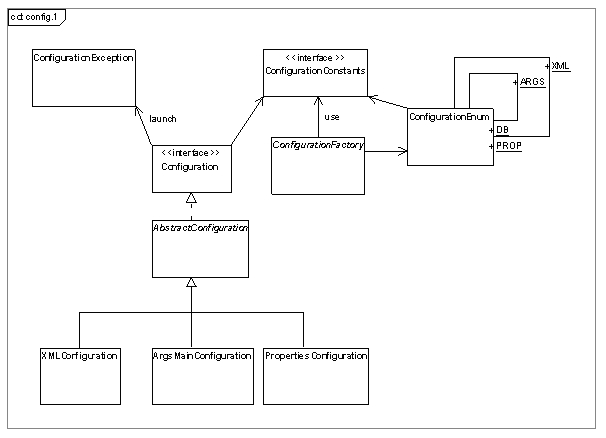 cct config.1
ConfigurationException
<<interface>>
ConfigurationConstants
XML
ARGS
ConfigurationEnum
launch
use
DB
<<interface>>
Configuration
ConfigurationFactory
PROP
AbstractConfiguration
XMLConfiguration
ArgsMainConfiguration
PropertiesConfiguration